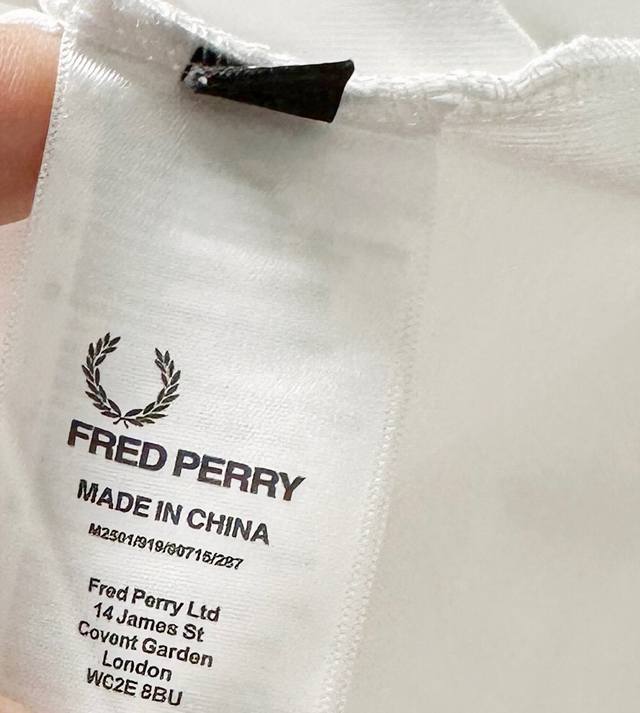 FRED PERRY
MADE IN CHINA
M2501/919/00715/287
Fred Perry Ltd
14 James St
Covent Garden
London
WC2E 8BU